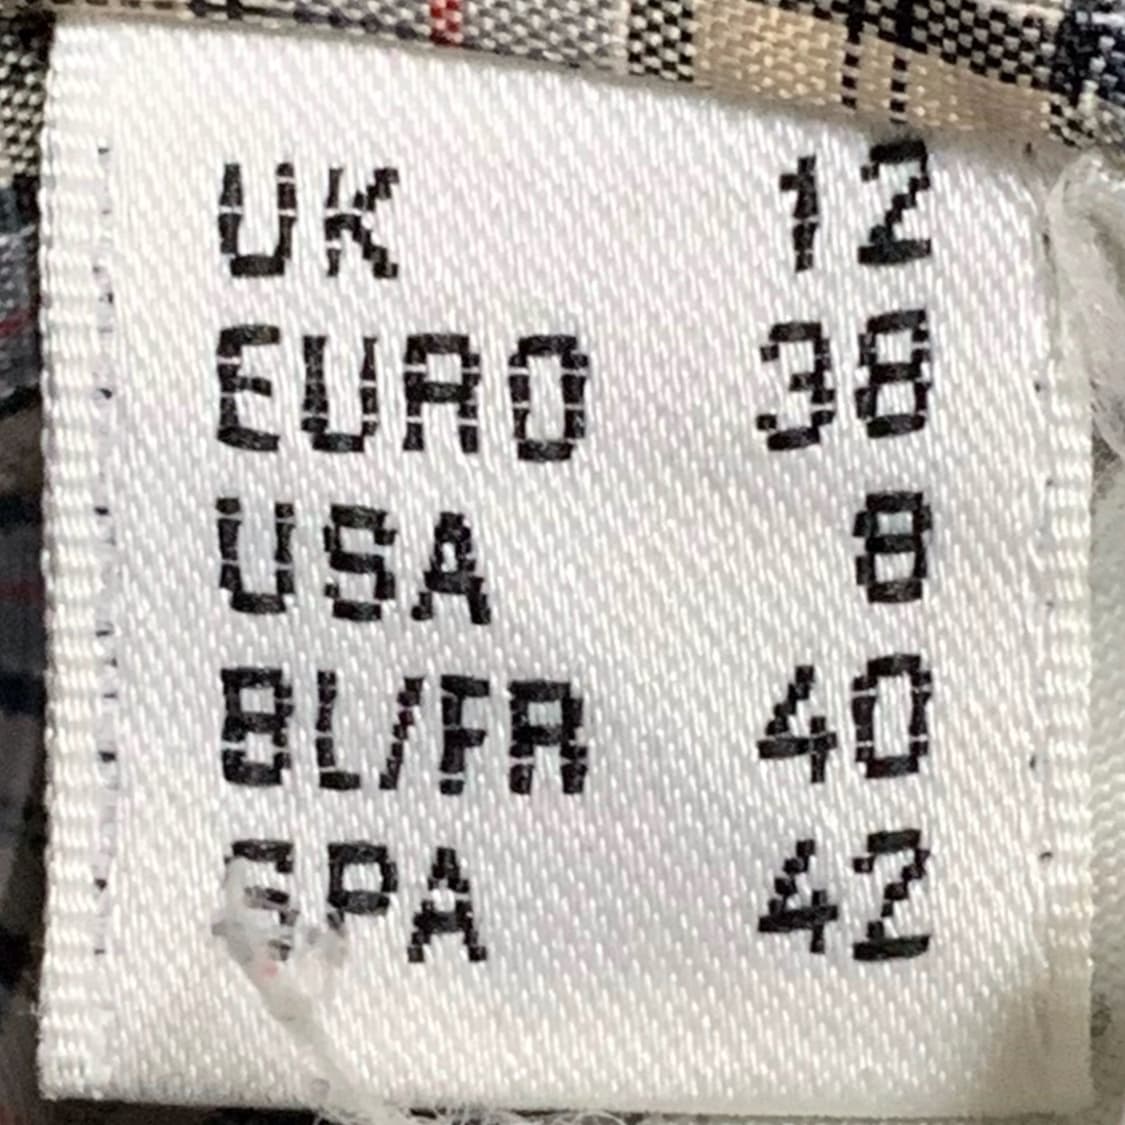 UK 12
EURO 38
USA 8
BL/FR 40
SPA 42